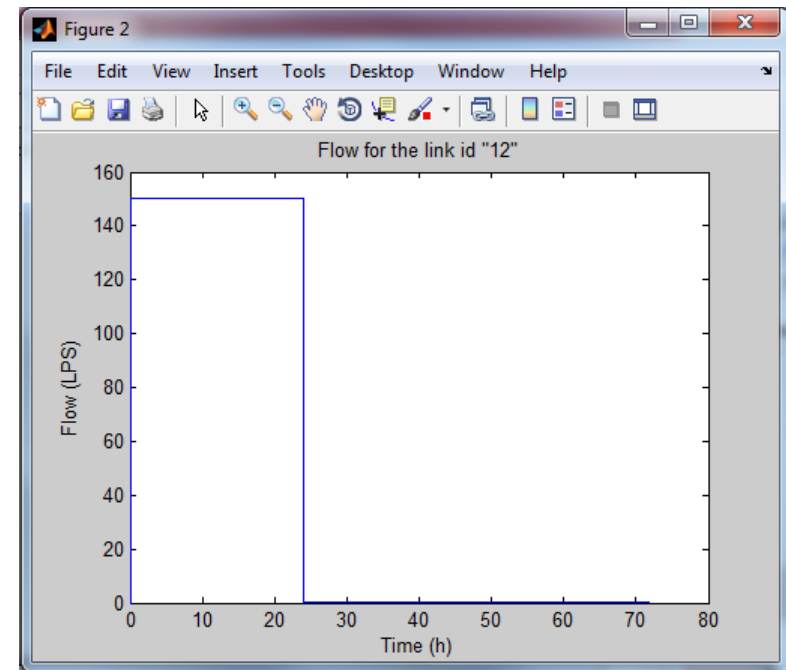 Figure 2
File Edit View Insert Tools Desktop Window Help
Flow for the link id "12"
160
140
120
100
80
60
40
20
0
Flow (LPS)
0 10 20 30 40 50 60 70 80
Time (h)